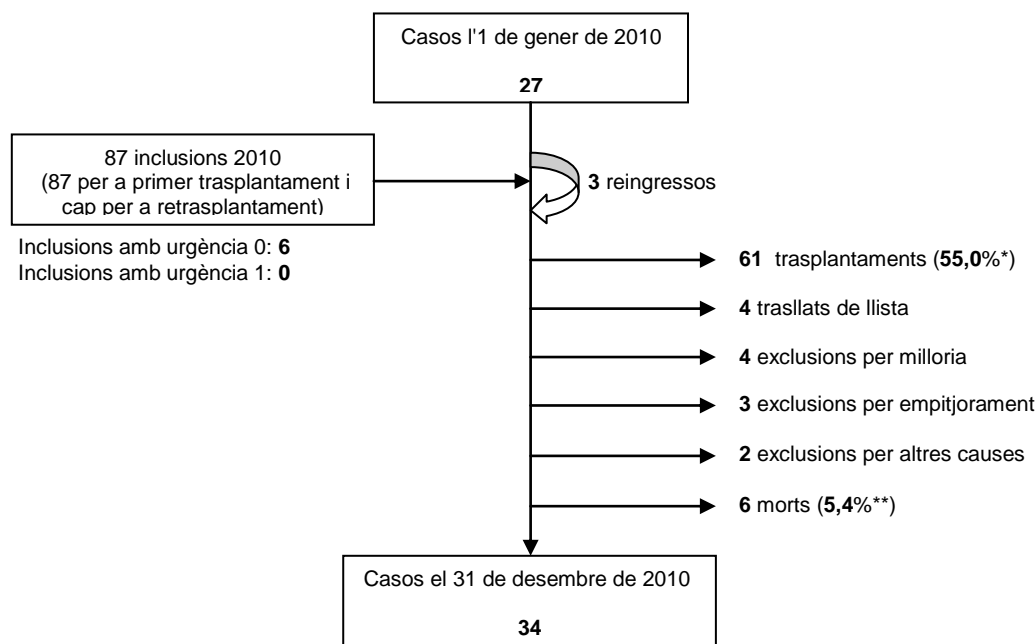 Casos l'1 de gener de 2010
27
87 inclusions 2010
(87 per a primer trasplantament i
cap per a retrasplantament)
3 reingressos
Inclusions amb urgència 0: 6
Inclusions amb urgència 1: 0
61 trasplantaments (55,0%*)
4 trasllats de llista
4 exclusions per milloria
3 exclusions per empitjorament
2 exclusions per altres causes
6 morts (5,4%**)
Casos el 31 de desembre de 2010
34